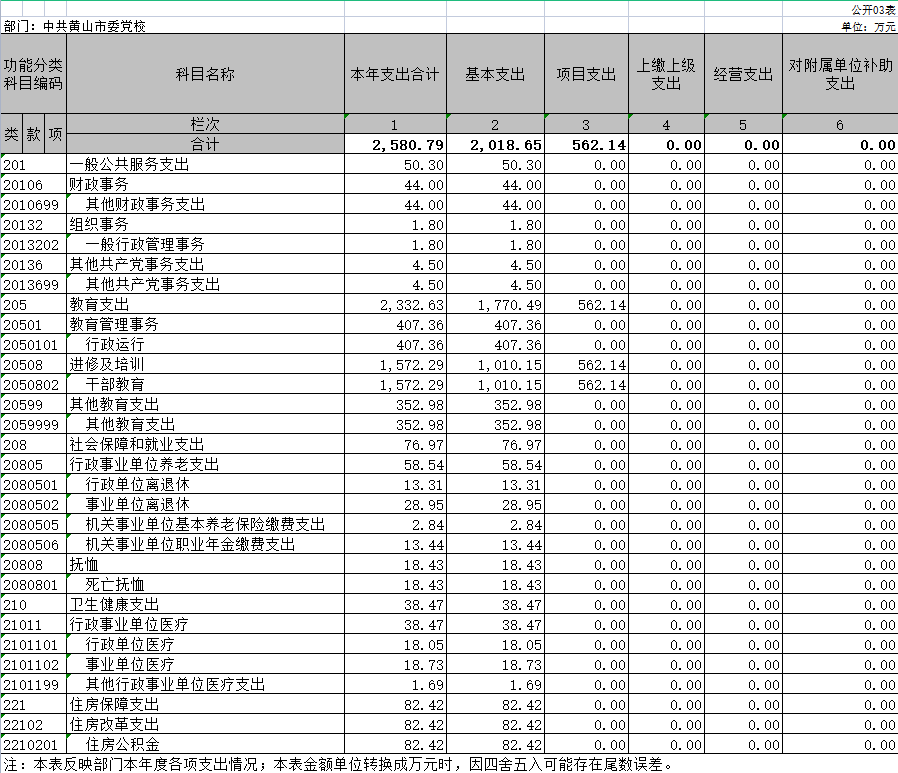 公开03表
部门：中共黄山市委党校 单位：万元
功能分类科目编码 科目名称 本年支出合计 基本支出 项目支出 上缴上级支出 经营支出 对附属单位补助支出
类 款 项 栏次 1 2 3 4 5 6
合计 2,580.79 2,018.65 562.14 0.00 0.00 0.00
201 一般公共服务支出 50.30 50.30 0.00 0.00 0.00 0.00
20106 财政事务 44.00 44.00 0.00 0.00 0.00 0.00
2010699 其他财政事务支出 44.00 44.00 0.00 0.00 0.00 0.00
20132 组织事务 1.80 1.80 0.00 0.00 0.00 0.00
2013202 一般行政管理事务 1.80 1.80 0.00 0.00 0.00 0.00
20136 其他共产党事务支出 4.50 4.50 0.00 0.00 0.00 0.00
2013699 其他共产党事务支出 4.50 4.50 0.00 0.00 0.00 0.00
205 教育支出 2,332.63 1,770.49 562.14 0.00 0.00 0.00
20501 教育管理事务 407.36 407.36 0.00 0.00 0.00 0.00
2050101 行政运行 407.36 407.36 0.00 0.00 0.00 0.00
20508 进修及培训 1,572.29 1,010.15 562.14 0.00 0.00 0.00
2050802 干部教育 1,572.29 1,010.15 562.14 0.00 0.00 0.00
20599 其他教育支出 352.98 352.98 0.00 0.00 0.00 0.00
2059999 其他教育支出 352.98 352.98 0.00 0.00 0.00 0.00
208 社会保障和就业支出 76.97 76.97 0.00 0.00 0.00 0.00
20805 行政事业单位养老支出 58.54 58.54 0.00 0.00 0.00 0.00
2080501 行政单位离退休 13.31 13.31 0.00 0.00 0.00 0.00
2080502 事业单位离退休 28.95 28.95 0.00 0.00 0.00 0.00
2080505 机关事业单位基本养老保险缴费支出 2.84 2.84 0.00 0.00 0.00 0.00
2080506 机关事业单位职业年金缴费支出 13.44 13.44 0.00 0.00 0.00 0.00
20808 抚恤 18.43 18.43 0.00 0.00 0.00 0.00
2080801 死亡抚恤 18.43 18.43 0.00 0.00 0.00 0.00
210 卫生健康支出 38.47 38.47 0.00 0.00 0.00 0.00
21011 行政事业单位医疗 38.47 38.47 0.00 0.00 0.00 0.00
2101101 行政单位医疗 18.05 18.05 0.00 0.00 0.00 0.00
2101102 事业单位医疗 18.73 18.73 0.00 0.00 0.00 0.00
2101199 其他行政事业单位医疗支出 1.69 1.69 0.00 0.00 0.00 0.00
221 住房保障支出 82.42 82.42 0.00 0.00 0.00 0.00
22102 住房改革支出 82.42 82.42 0.00 0.00 0.00 0.00
2210201 住房公积金 82.42 82.42 0.00 0.00 0.00 0.00
注：本表反映部门本年度各项支出情况；本表金额单位转换成万元时，因四舍五入可能存在尾数误差。